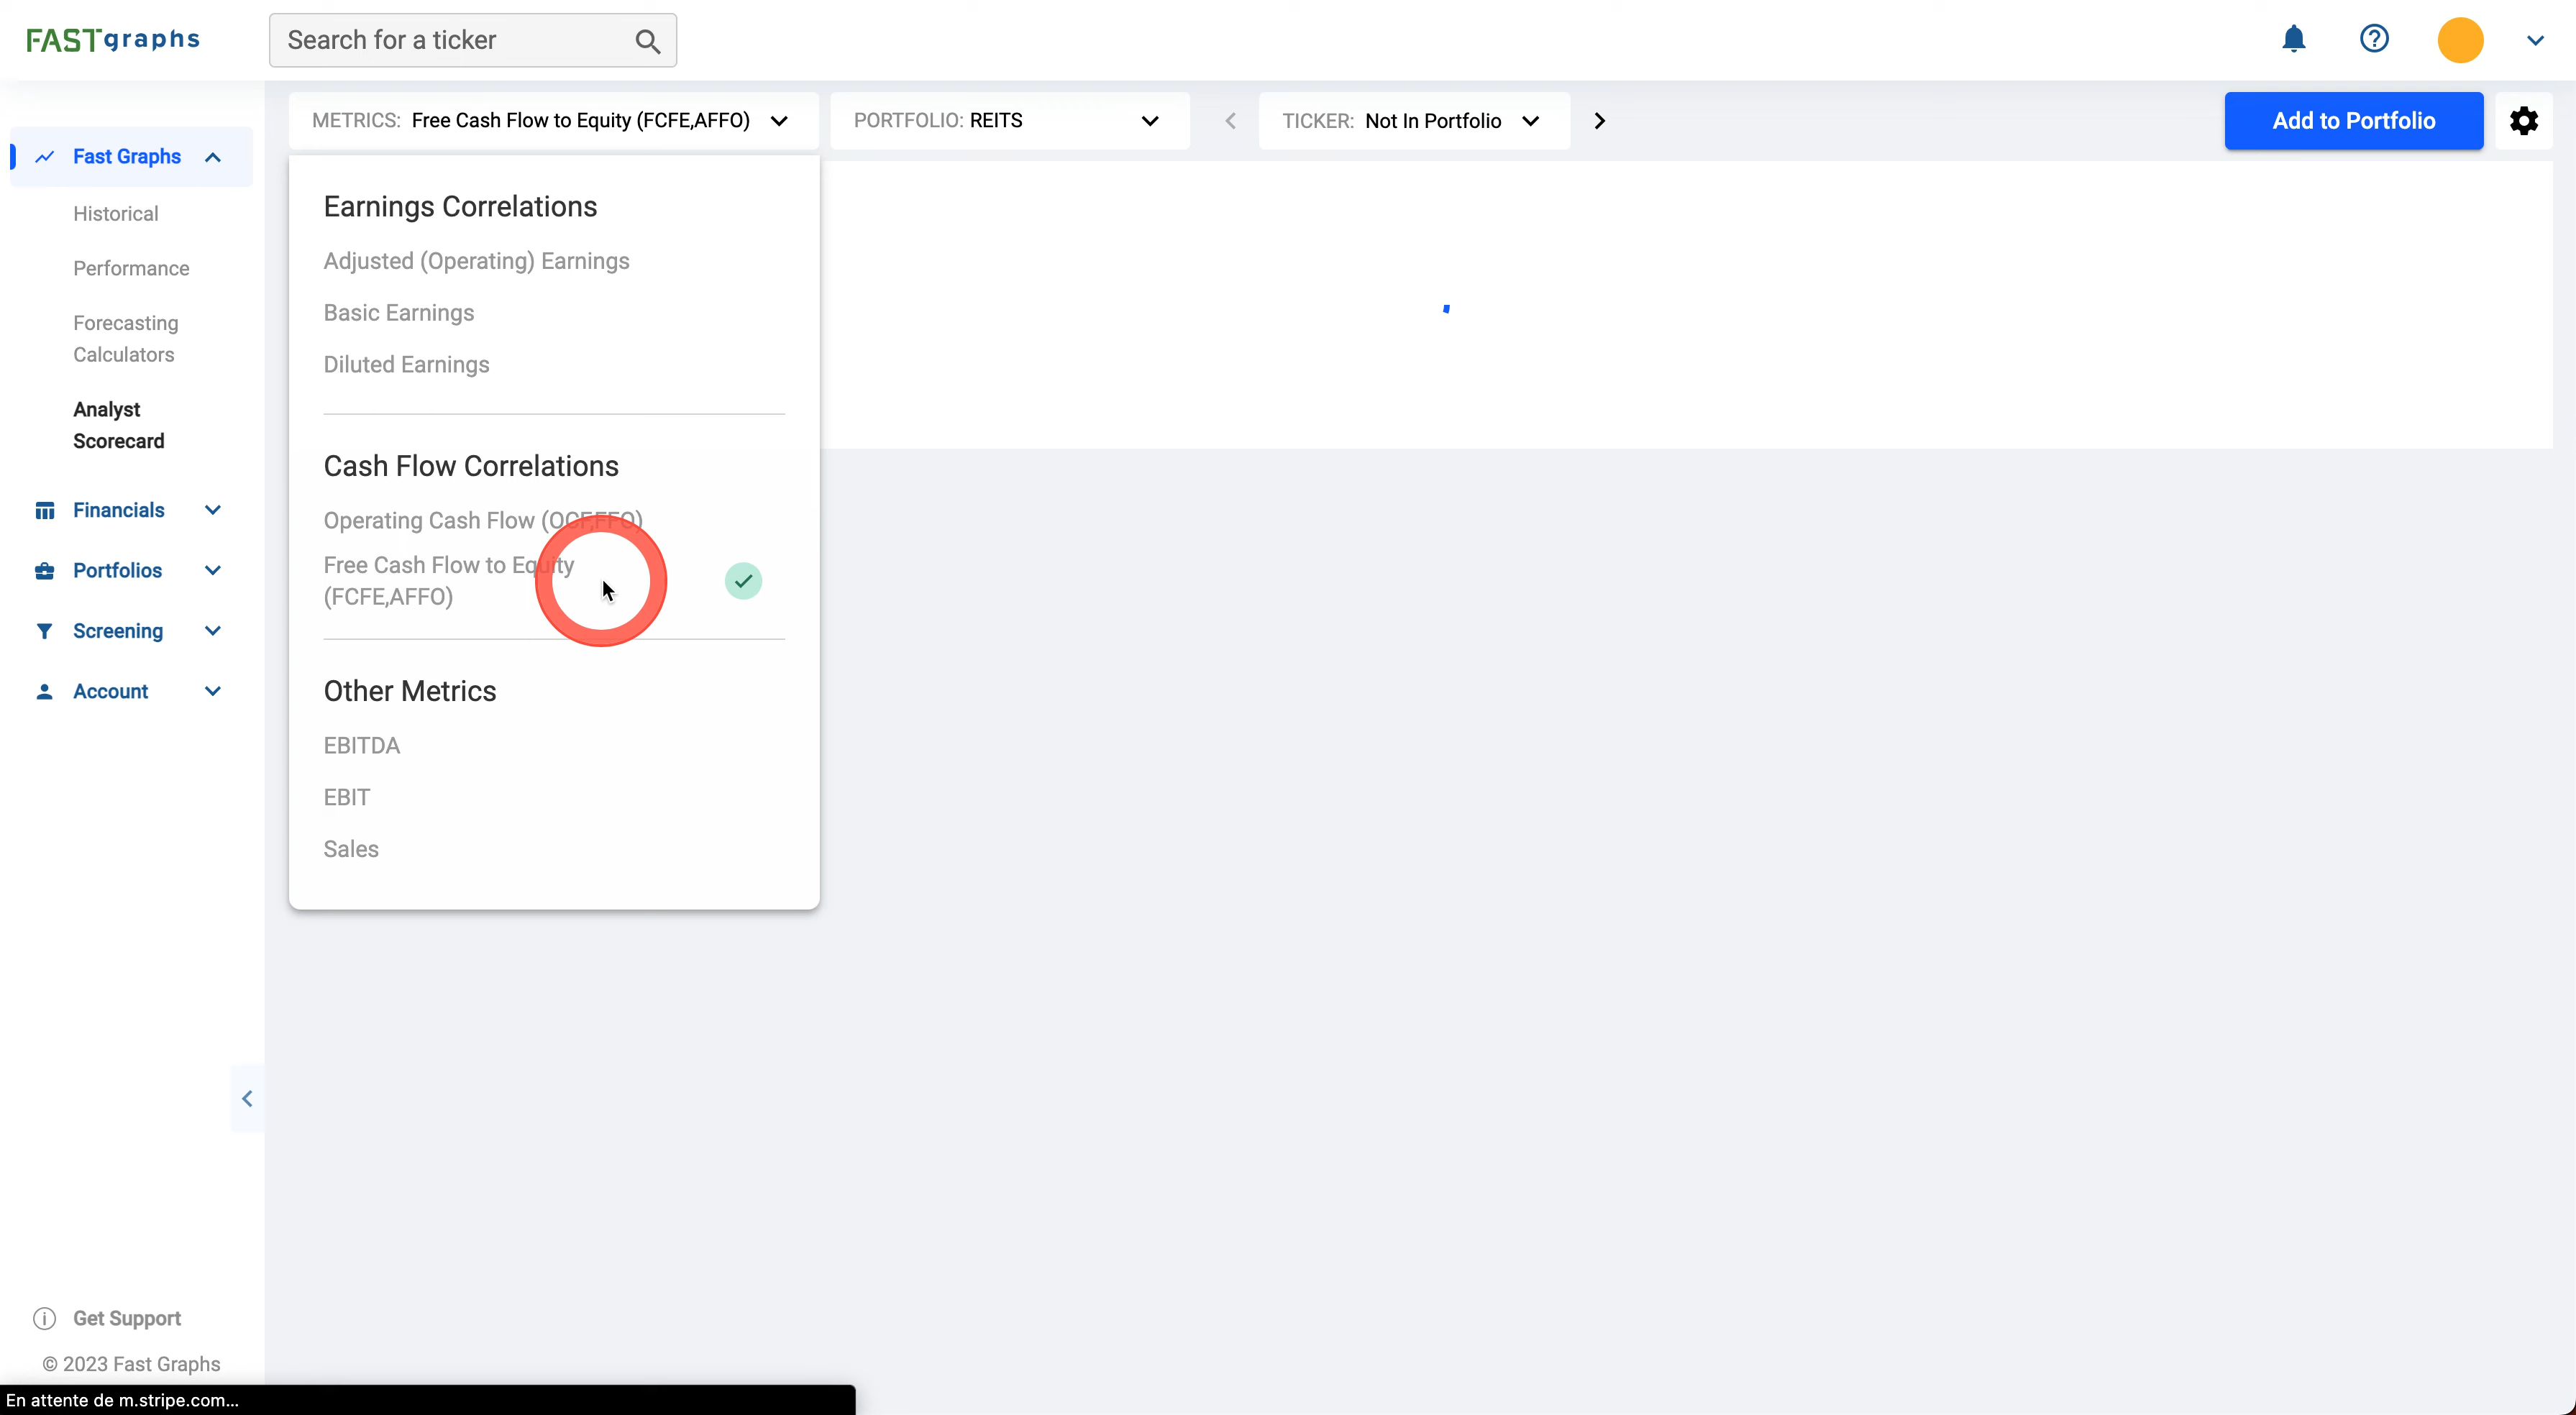 FASTgraphs
Search for a ticker
METRICS: Free Cash Flow to Equity (FCFE,AFFO)
PORTFOLIO: REITS
TICKER: Not In Portfolio
Add to Portfolio
Fast Graphs
Historical
Performance
Forecasting
Calculators
Analyst
Scorecard
Financials
Portfolios
Screening
Account
Earnings Correlations
Adjusted (Operating) Earnings
Basic Earnings
Diluted Earnings
Cash Flow Correlations
Operating Cash Flow (OCF,FFO)
Free Cash Flow to Equity
(FCFE,AFFO)
Other Metrics
EBITDA
EBIT
Sales
Get Support
© 2023 Fast Graphs
En attente de m.stripe.com...